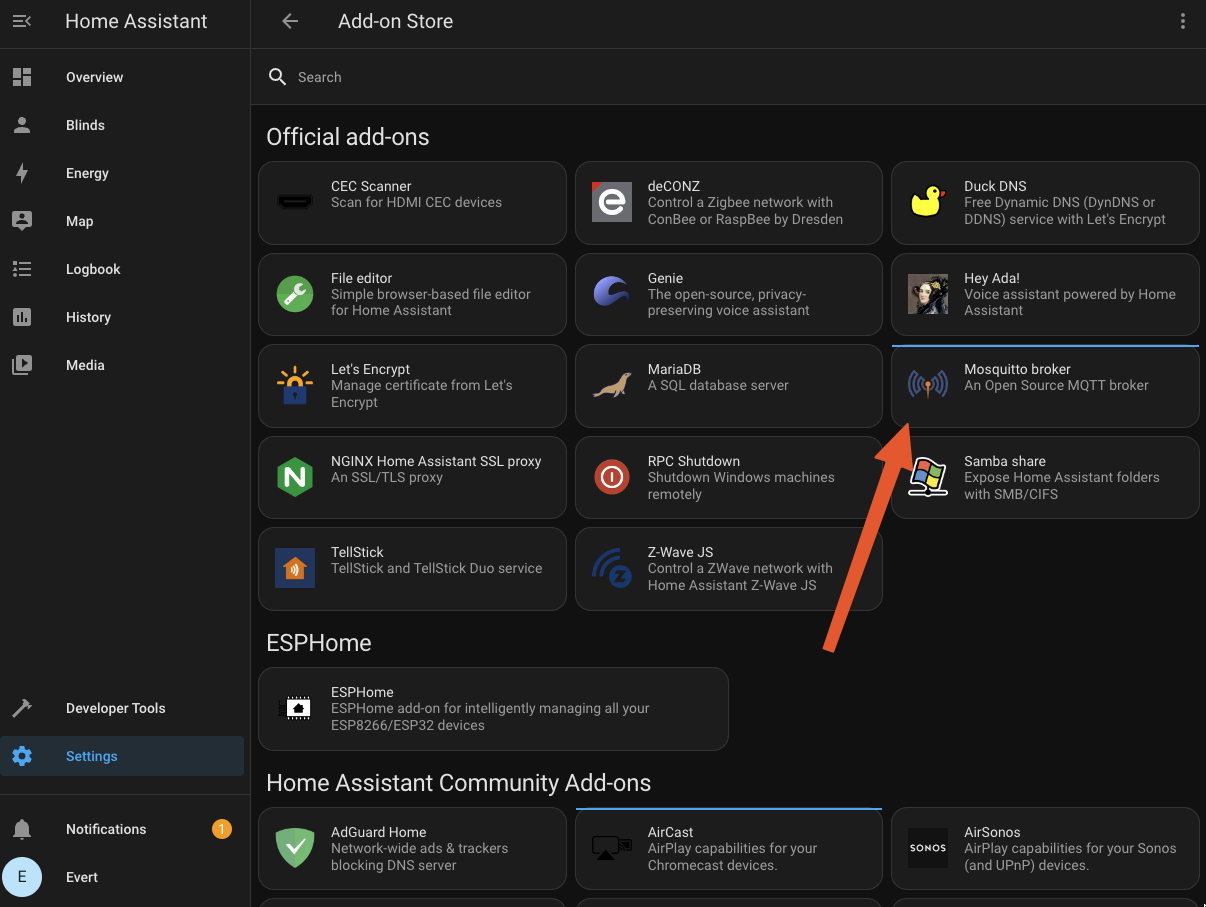 Home Assistant
Overview
Blinds
Energy
Map
Logbook
History
Media
Developer Tools
Settings
Notifications
1
E
Evert
Add-on Store
Search
Official add-ons
CEC Scanner
Scan for HDMI CEC devices
deCONZ
Control a Zigbee network with
ConBee or RaspBee by Dresden
Duck DNS
Free Dynamic DNS (DynDNS or
DDNS) service with Let's Encrypt
File editor
Simple browser-based file editor
for Home Assistant
Genie
The open-source, privacy-
preserving voice assistant
Hey Ada!
Voice assistant powered by Home
Assistant
Let's Encrypt
Manage certificate from Let's
Encrypt
MariaDB
A SQL database server
Mosquitto broker
An Open Source MQTT broker
N
NGINX Home Assistant SSL proxy
An SSL/TLS proxy
RPC Shutdown
Shutdown Windows machines
remotely
Samba share
Expose Home Assistant folders
with SMB/CIFS
TellStick
TellStick and TellStick Duo service
Z
Z-Wave JS
Control a ZWave network with
Home Assistant Z-Wave JS
ESPHome
ESPHome
ESPHome add-on for intelligently managing all your
ESP8266/ESP32 devices
Home Assistant Community Add-ons
AdGuard Home
Network-wide ads & trackers
blocking DNS server
AirCast
AirPlay capabilities for your
Chromecast devices.
SONOS
AirSonos
AirPlay capabilities for your Sonos
(and UPnP) devices.